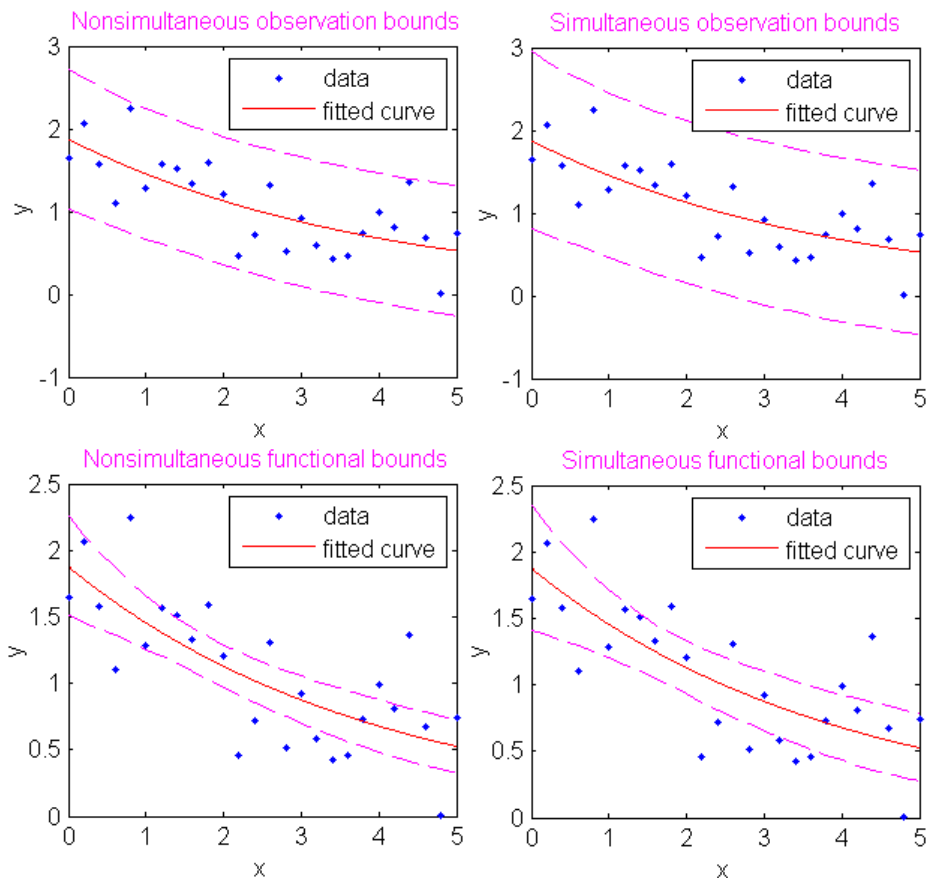 Nonsimultaneous observation bounds
3
2
1
0
-1
y
data
fitted curve
0 1 2 3 4 5
x
Simultaneous observation bounds
3
2
1
0
-1
y
data
fitted curve
0 1 2 3 4 5
x
Nonsimultaneous functional bounds
2.5
2
1.5
1
0.5
0
y
data
fitted curve
0 1 2 3 4 5
x
Simultaneous functional bounds
2.5
2
1.5
1
0.5
0
y
data
fitted curve
0 1 2 3 4 5
x